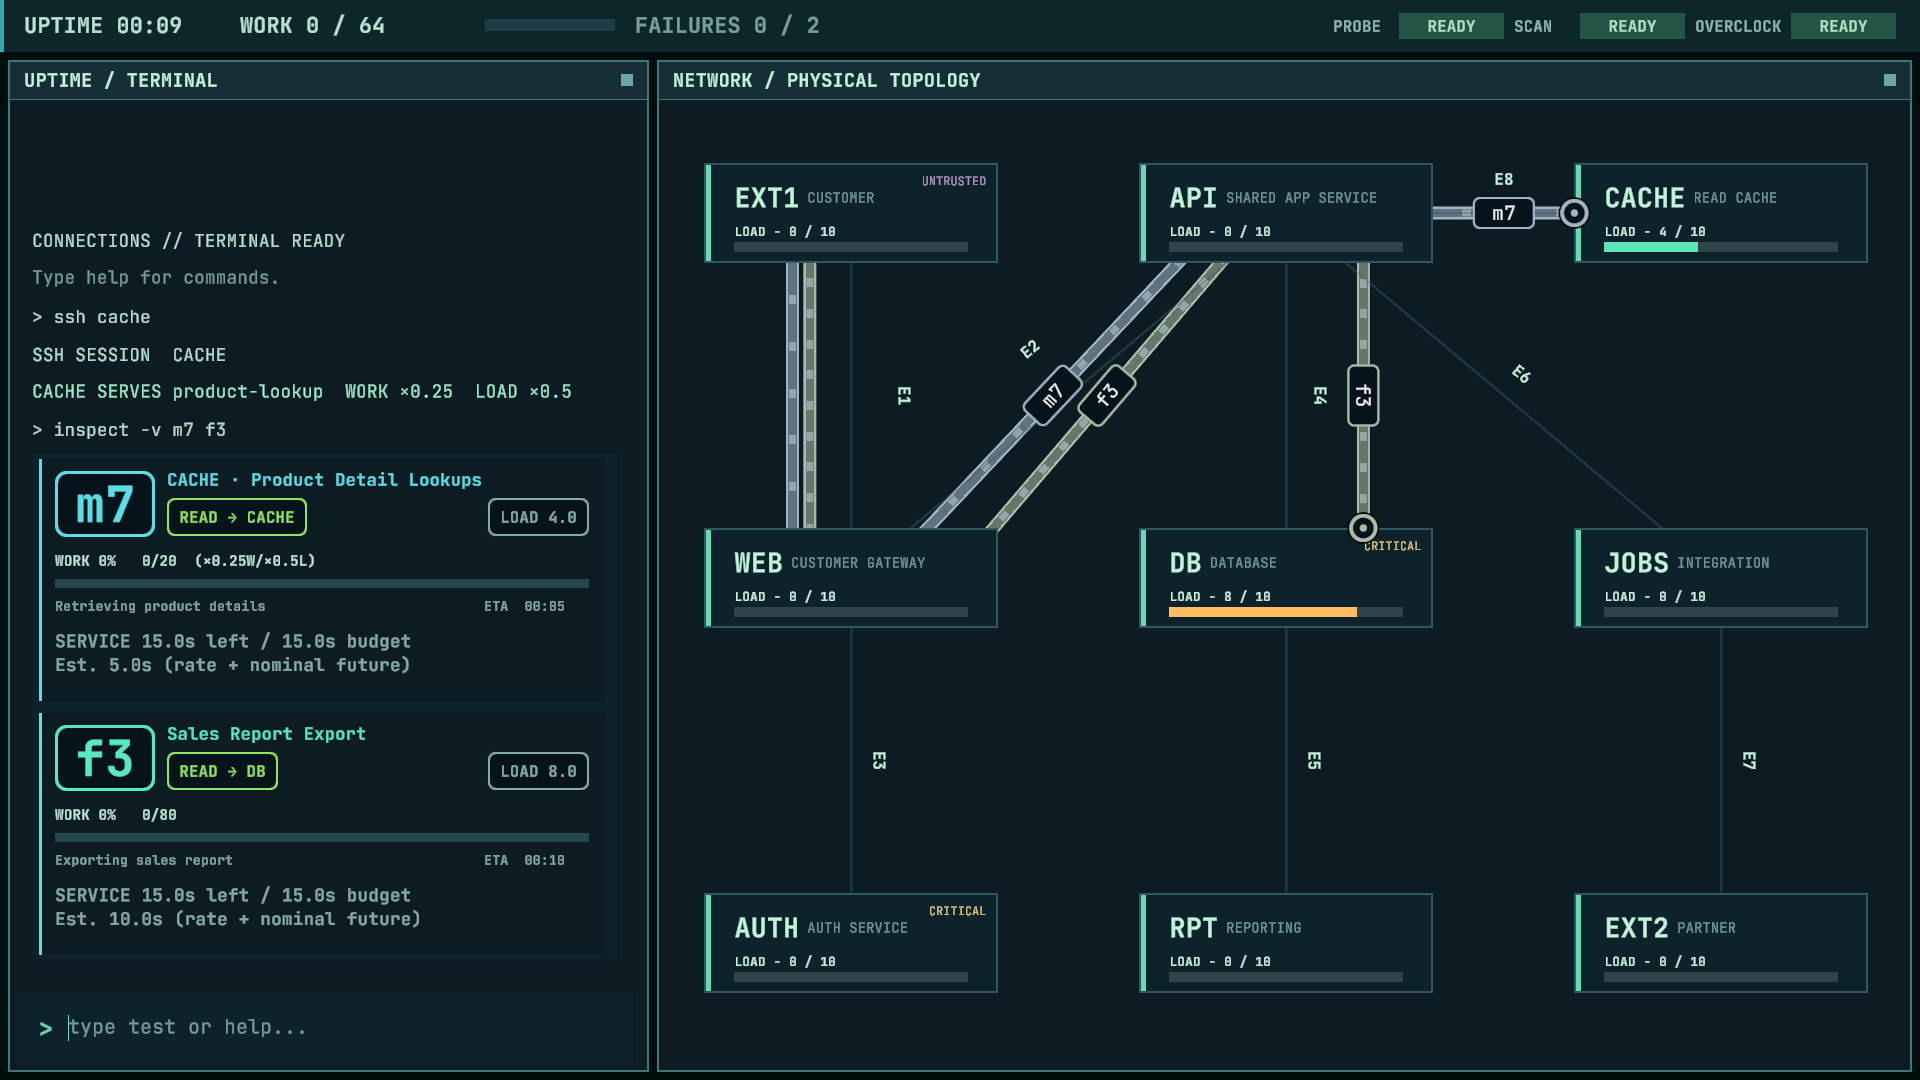 UPTIME 00:09
WORK 0 / 64
FAILURES 0 / 2
PROBE READY
SCAN READY
OVERCLOCK READY
UPTIME / TERMINAL
CONNECTIONS // TERMINAL READY
Type help for commands.
> ssh cache
SSH SESSION  CACHE
CACHE SERVES product-lookup  WORK ×0.25  LOAD ×0.5
> inspect -v m7 f3
m7
CACHE · Product Detail Lookups
READ → CACHE
LOAD 4.0
WORK 0%  0/20  (×0.25W/×0.5L)
Retrieving product details
ETA 00:05
SERVICE 15.0s left / 15.0s budget
Est. 5.0s (rate + nominal future)
f3
Sales Report Export
READ → DB
LOAD 8.0
WORK 0%  0/80
Exporting sales report
ETA 00:10
SERVICE 15.0s left / 15.0s budget
Est. 10.0s (rate + nominal future)
> type test or help...
NETWORK / PHYSICAL TOPOLOGY
EXT1 CUSTOMER
UNTRUSTED
LOAD - 0 / 10
API SHARED APP SERVICE
LOAD - 0 / 10
E8
m7
CACHE READ CACHE
LOAD - 4 / 10
E1
E2
m7
f3
E4
f3
E6
WEB CUSTOMER GATEWAY
LOAD - 0 / 10
DB DATABASE
CRITICAL
LOAD - 8 / 10
JOBS INTEGRATION
LOAD - 0 / 10
E3
E5
E7
AUTH AUTH SERVICE
CRITICAL
LOAD - 0 / 10
RPT REPORTING
LOAD - 0 / 10
EXT2 PARTNER
LOAD - 0 / 10